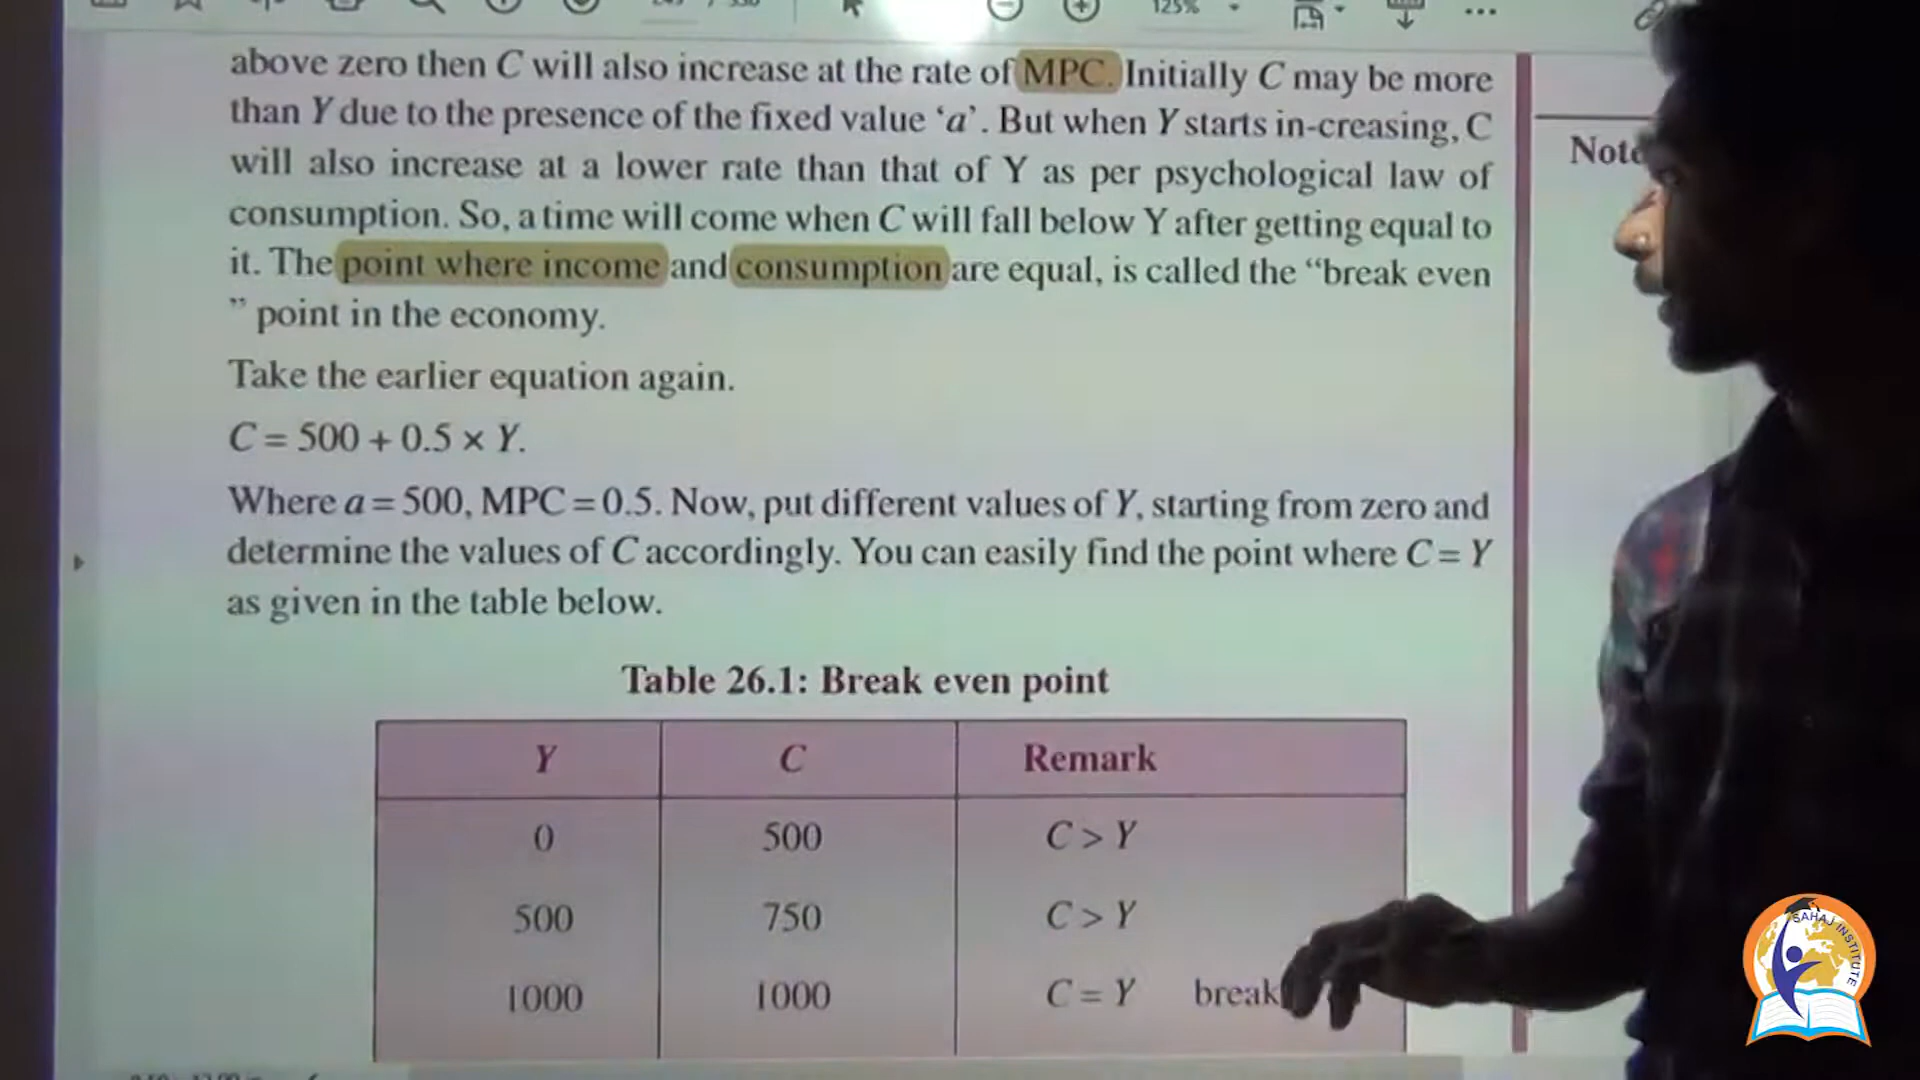 125%
above zero then C will also increase at the rate of MPC. Initially C may be more
than Y due to the presence of the fixed value ‘a’. But when Y starts in-creasing, C
will also increase at a lower rate than that of Y as per psychological law of
consumption. So, a time will come when C will fall below Y after getting equal to
it. The point where income and consumption are equal, is called the “break even
” point in the economy.
Take the earlier equation again.
C = 500 + 0.5 × Y.
Where a = 500, MPC = 0.5. Now, put different values of Y, starting from zero and
determine the values of C accordingly. You can easily find the point where C = Y
as given in the table below.
Table 26.1: Break even point
Y C Remark
0 500 C > Y
500 750 C > Y
1000 1000 C = Y break
Note
SAHAJ INSTITUTE